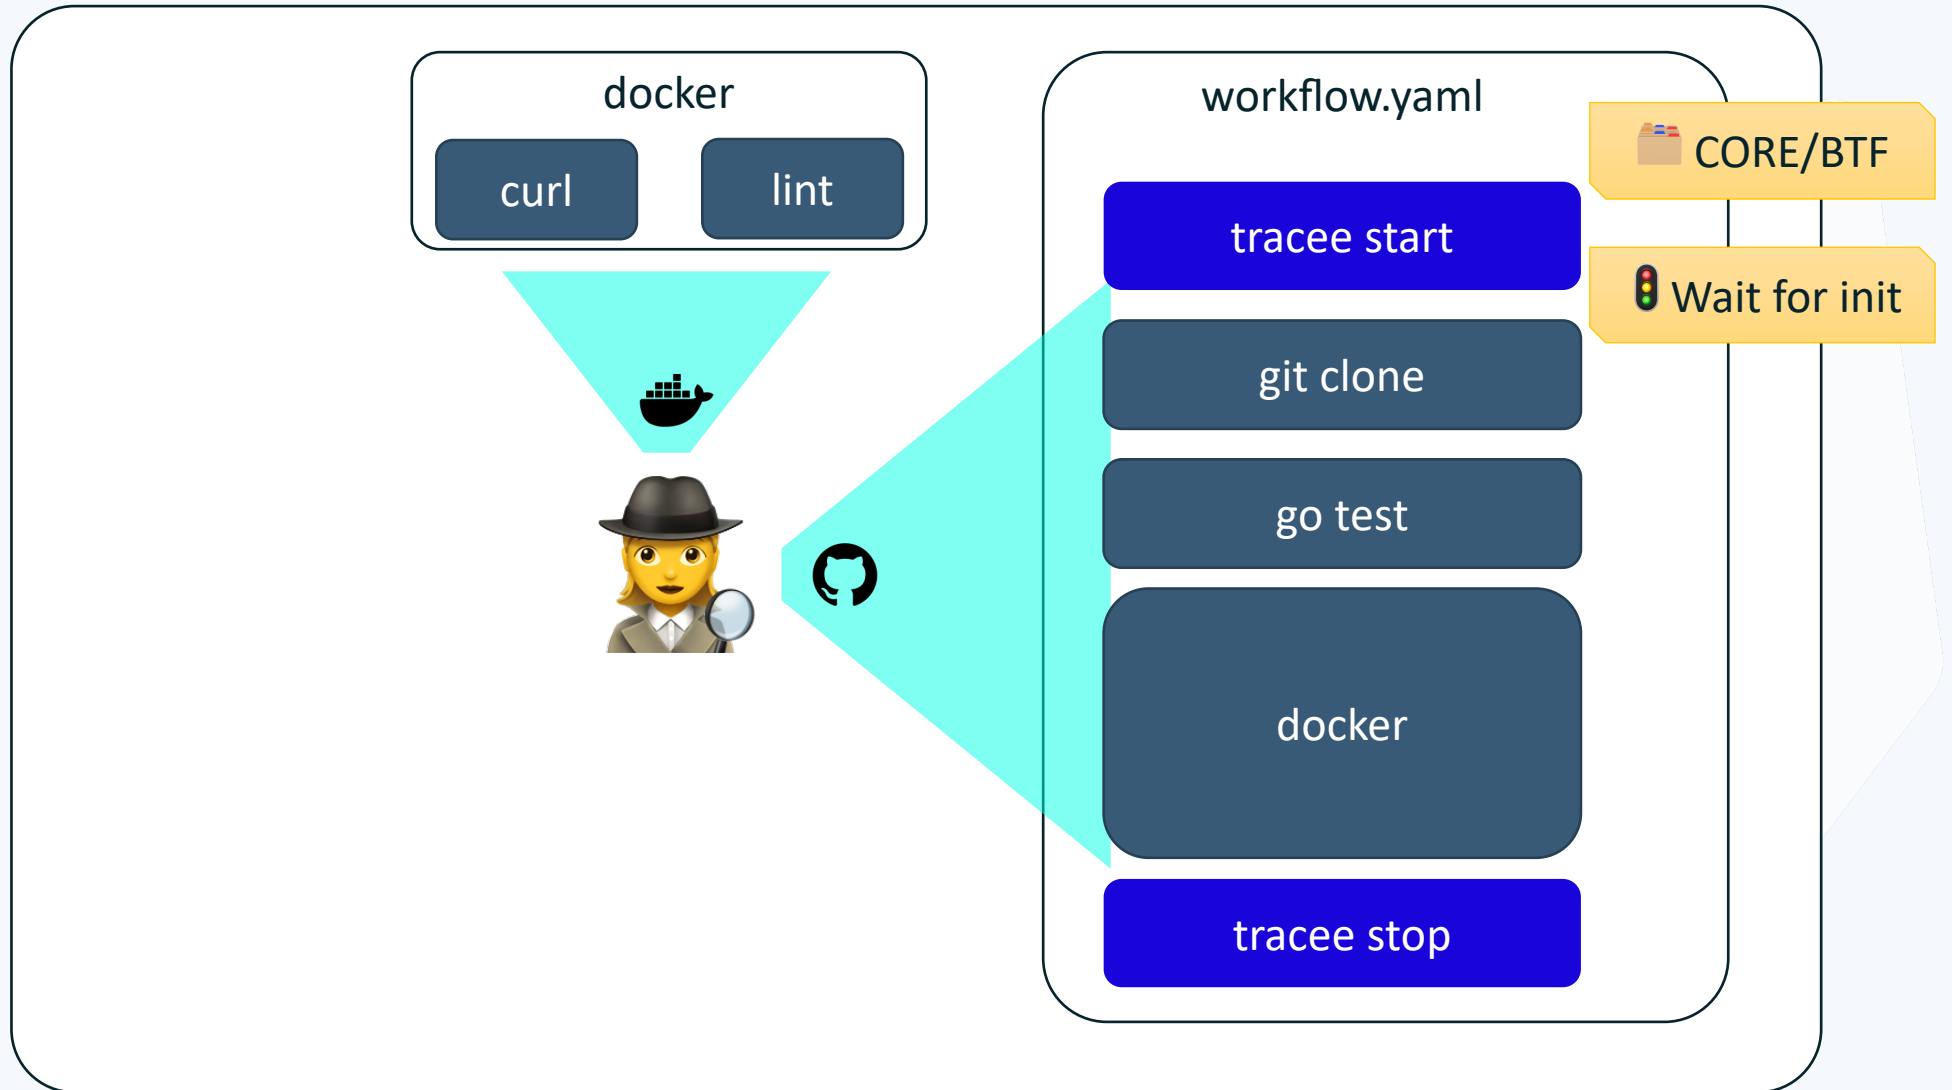 docker
curl
lint
workflow.yaml
CORE/BTF
tracee start
Wait for init
git clone
go test
docker
tracee stop